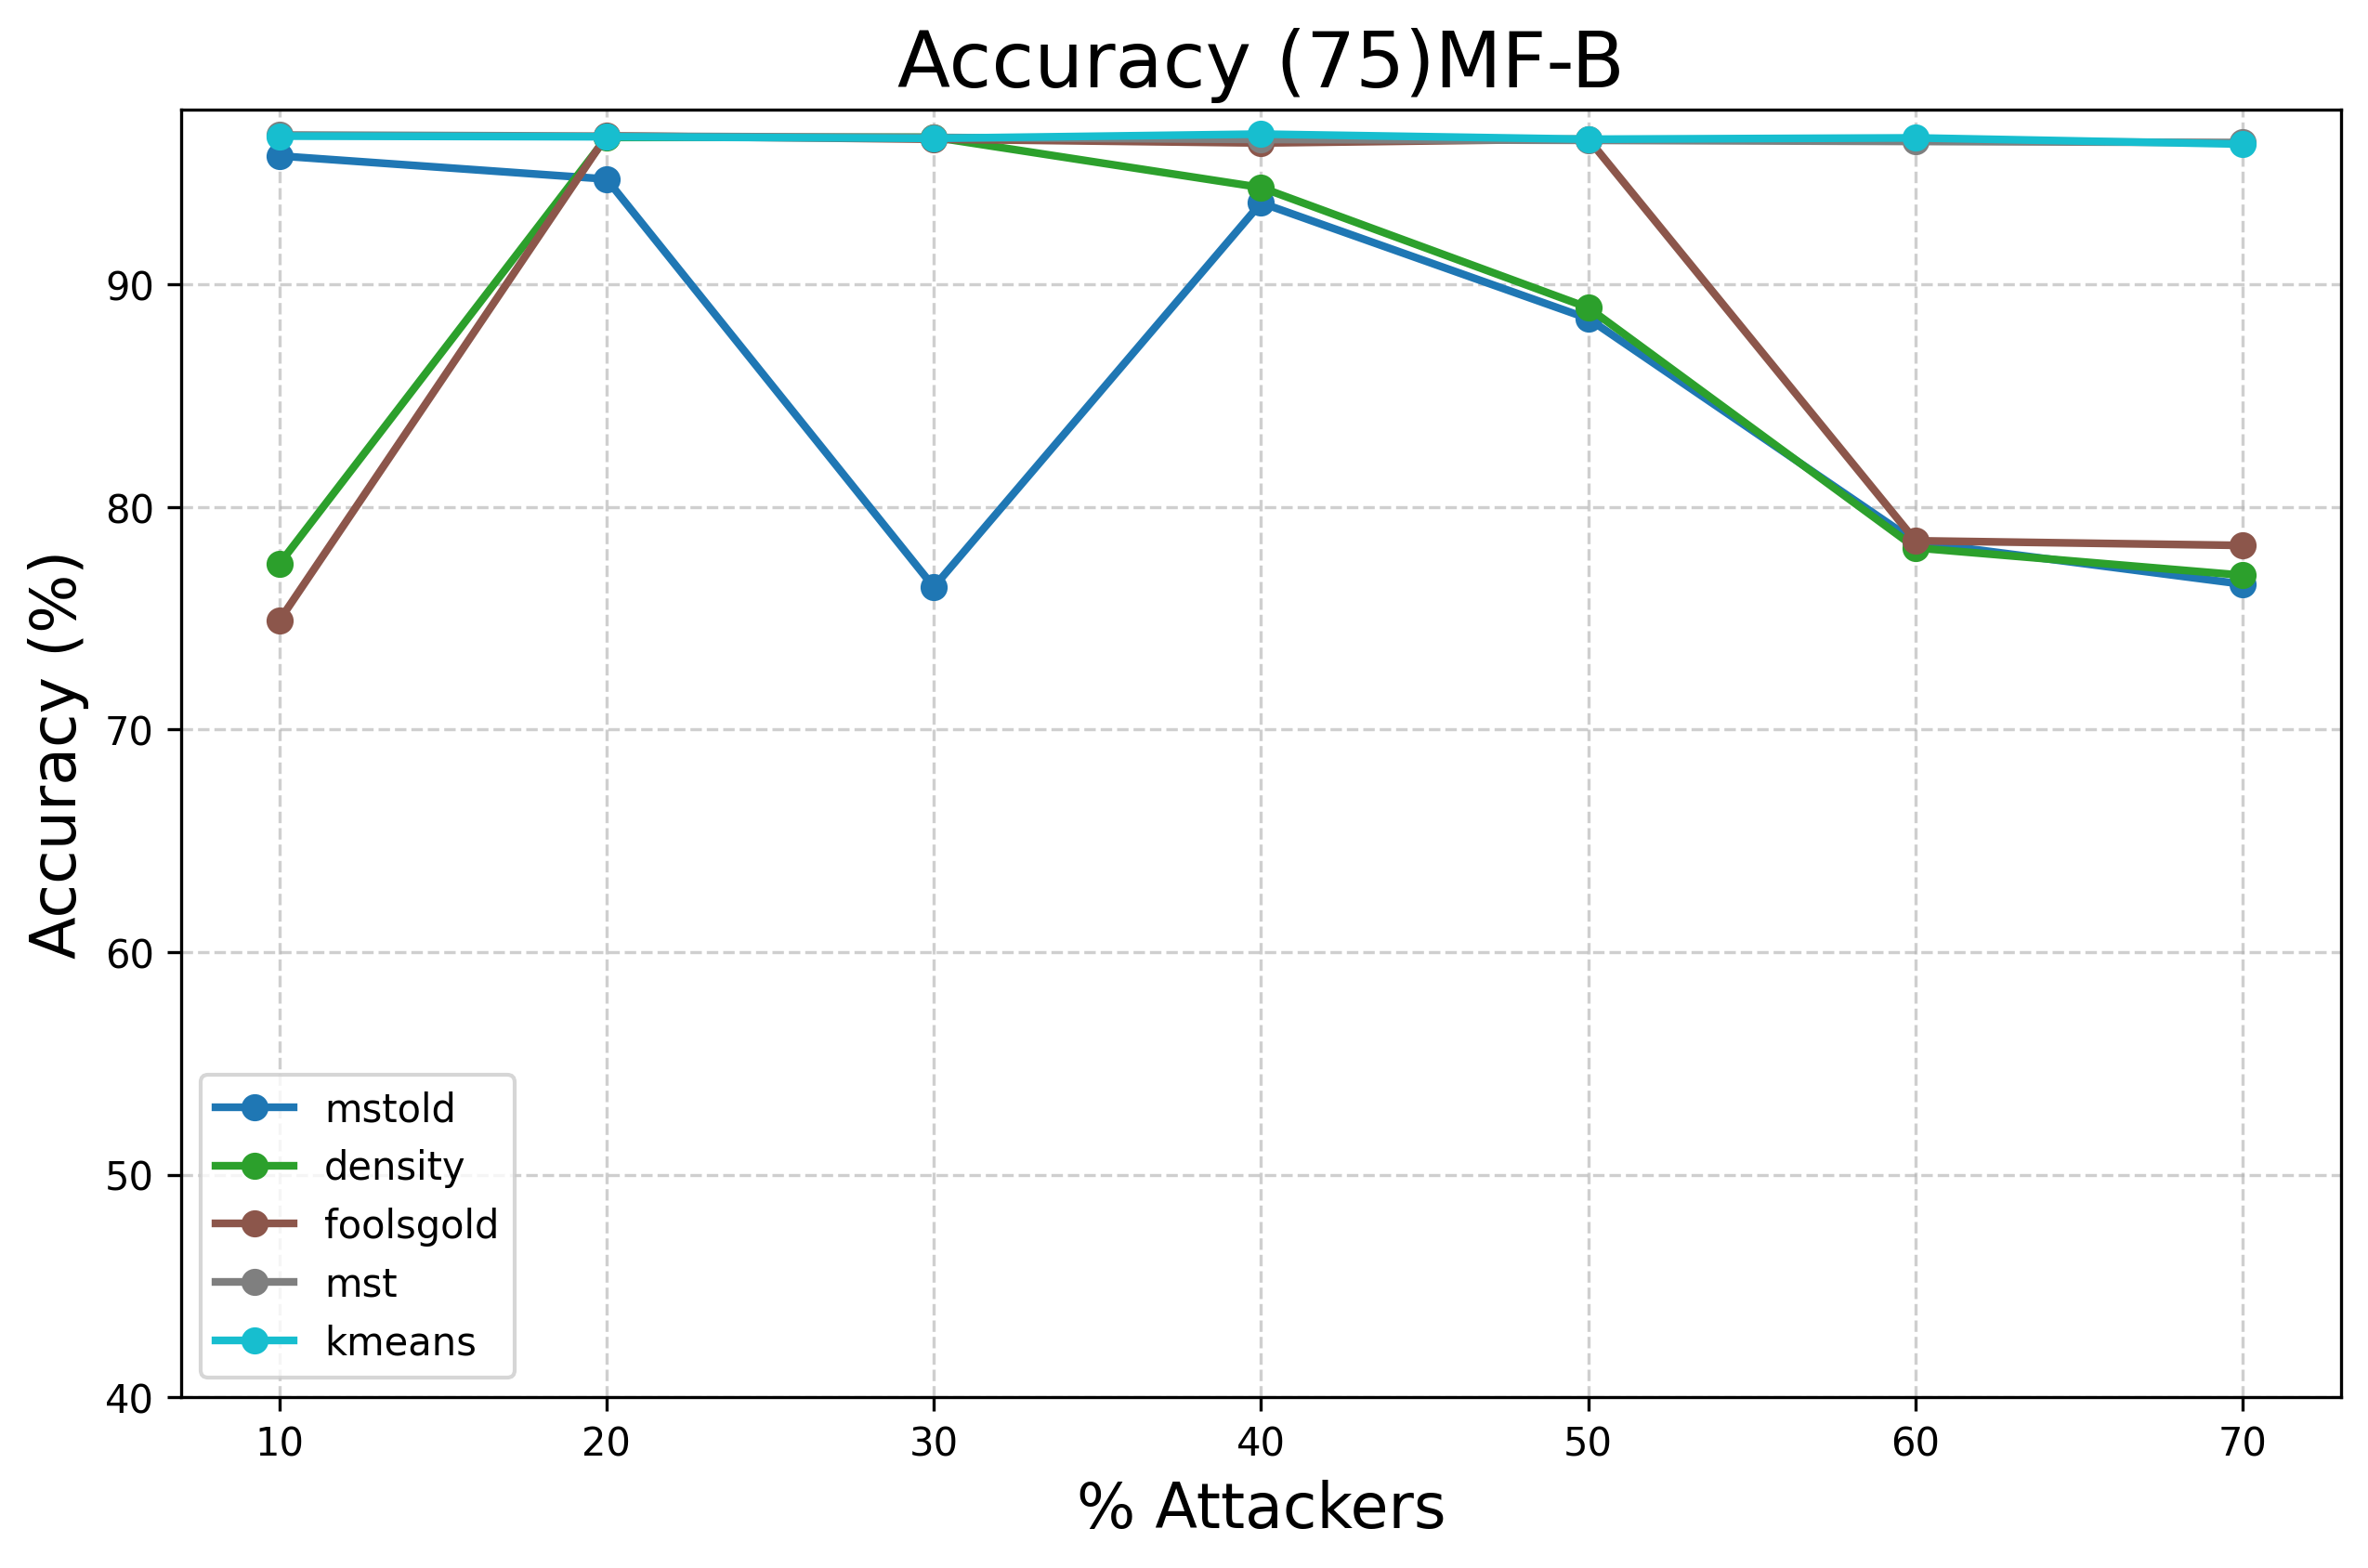 Accuracy (75)MF-B
Accuracy (%)
90
80
70
60
50
40
mstold
density
foolsgold
mst
kmeans
10 20 30 40 50 60 70
% Attackers